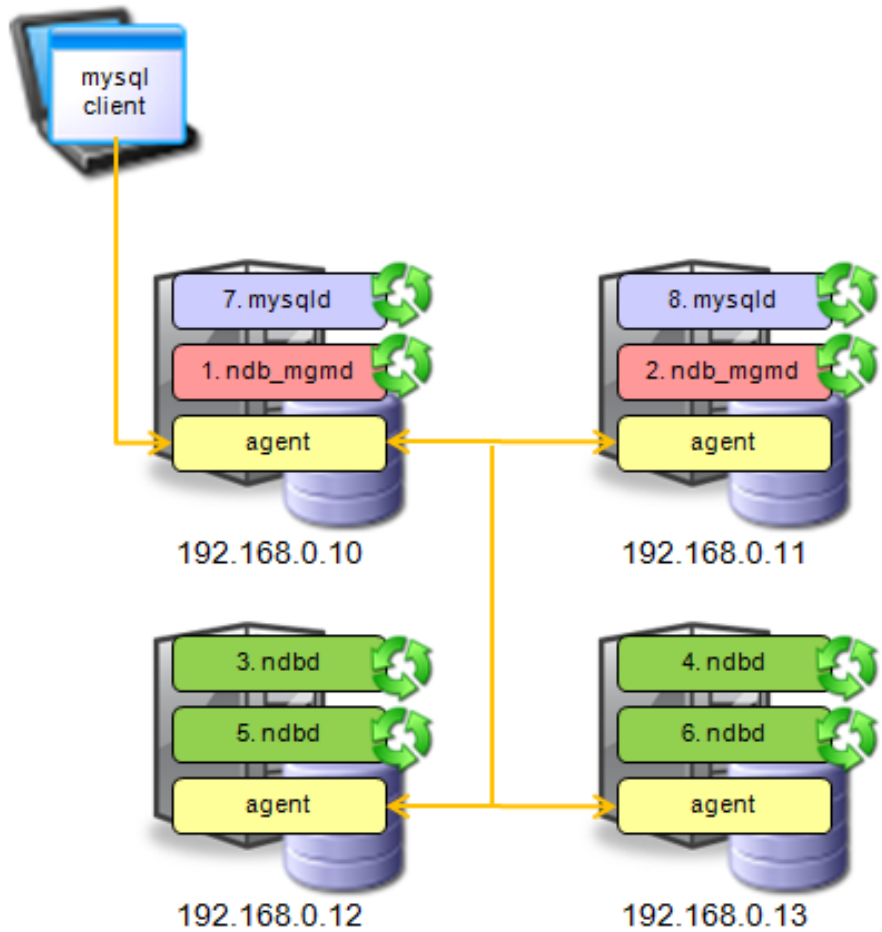 mysql
client
7. mysqld
8. mysqld
1. ndb_mgmd
2. ndb_mgmd
agent
agent
192.168.0.10
192.168.0.11
3. ndbd
4. ndbd
5. ndbd
6. ndbd
agent
agent
192.168.0.12
192.168.0.13